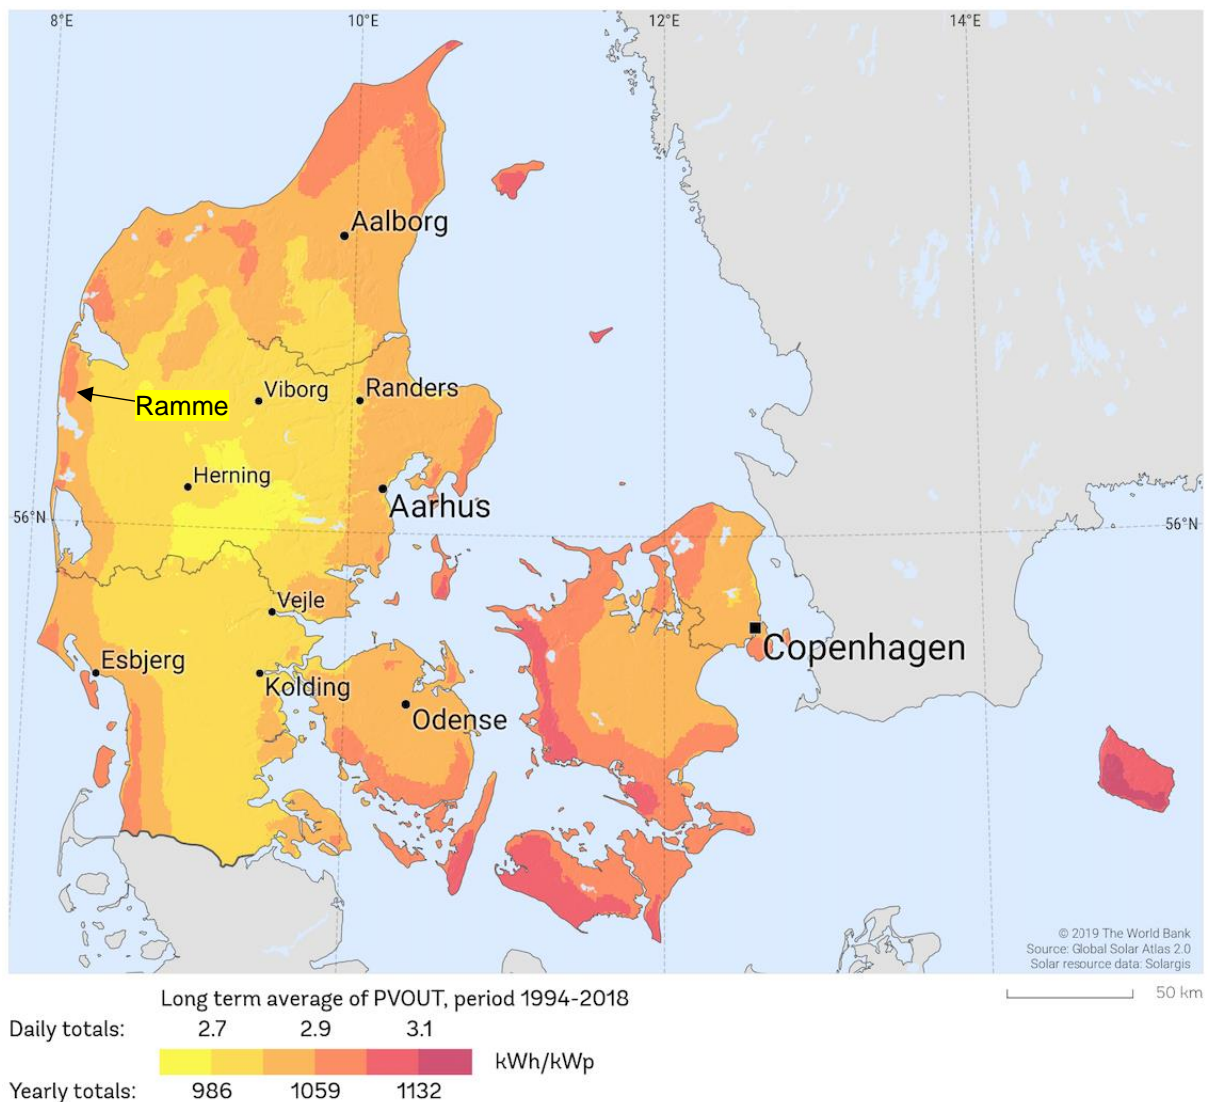 8°E 10°E 12°E 14°E
Aalborg
Viborg Randers
Ramme
Herning
Aarhus
56°N 56°N
Vejle
Copenhagen
Esbjerg
Kolding
Odense
© 2019 The World Bank
Source: Global Solar Atlas 2.0
Solar resource data: Solargis
Long term average of PVOUT, period 1994-2018
50 km
Daily totals: 2.7 2.9 3.1
kWh/kWp
Yearly totals: 986 1059 1132